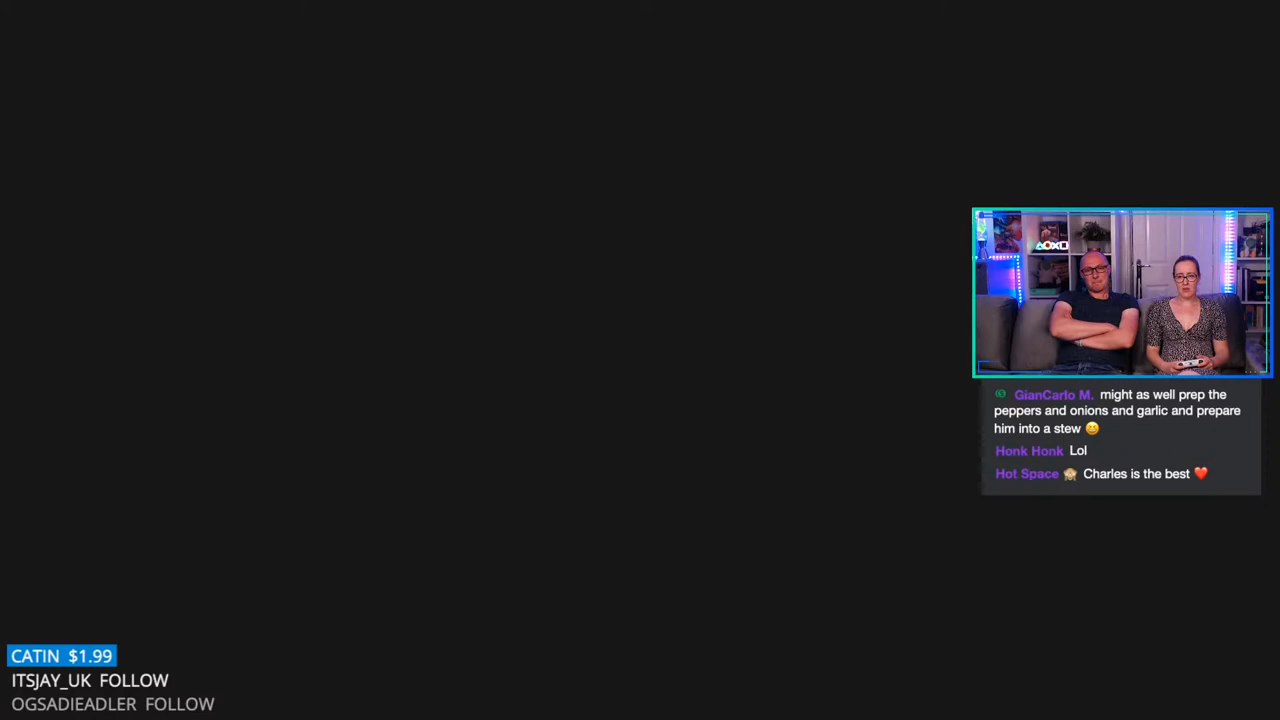 GianCarlo M. might as well prep the
peppers and onions and garlic and prepare
him into a stew 😆
Honk Honk Lol
Hot Space 🙈 Charles is the best ❤️
CATIN $1.99
ITSJAY_UK FOLLOW
OGSADIEADLER FOLLOW